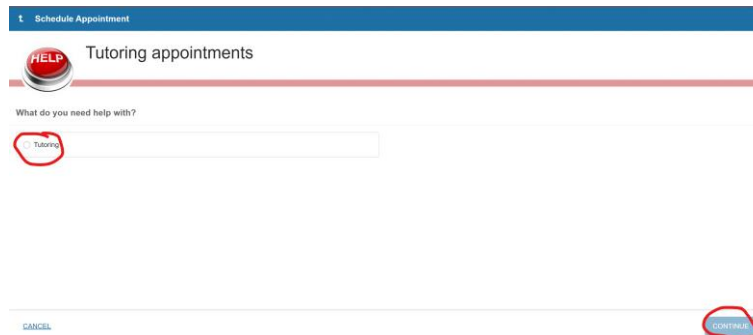 t Schedule Appointment
HELP
Tutoring appointments
What do you need help with?
Tutoring
CANCEL
CONTINUE